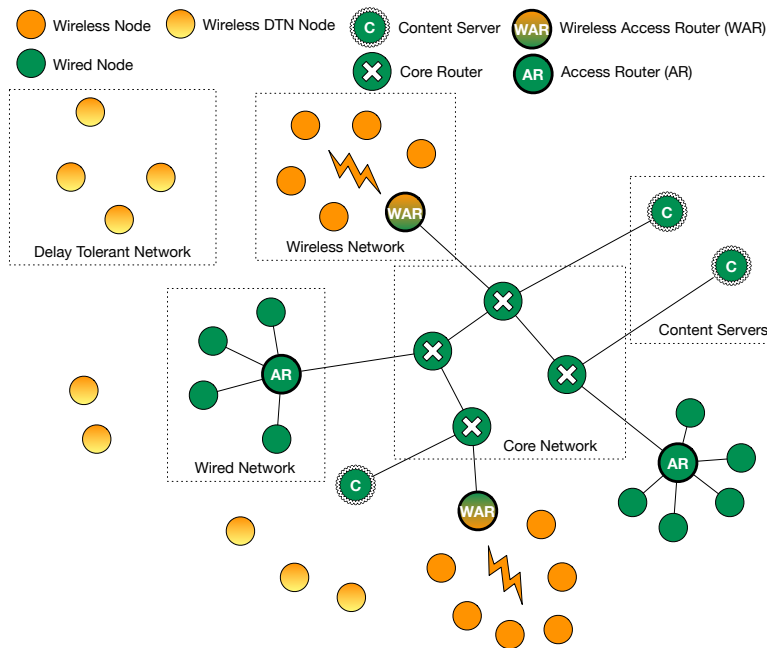 Wireless Node
Wireless DTN Node
C
Content Server
WAR
Wireless Access Router (WAR)
Wired Node
Core Router
AR
Access Router (AR)
WAR
C
Delay Tolerant Network
Wireless Network
C
Content Servers
AR
Wired Network
Core Network
AR
C
WAR